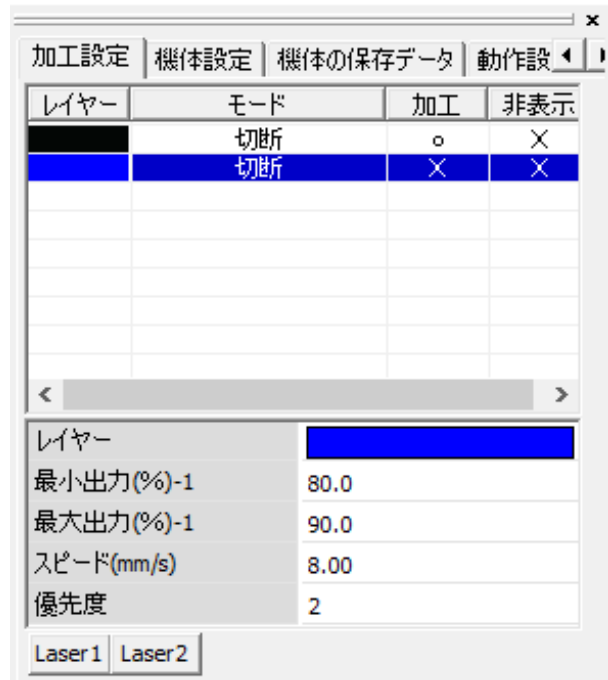 加工設定 機体設定 機体の保存データ 動作設
レイヤー モード 加工 非表示
切断 o X
切断 X X
レイヤー
最小出力(%)-1 80.0
最大出力(%)-1 90.0
スピード(mm/s) 8.00
優先度 2
Laser1 Laser2